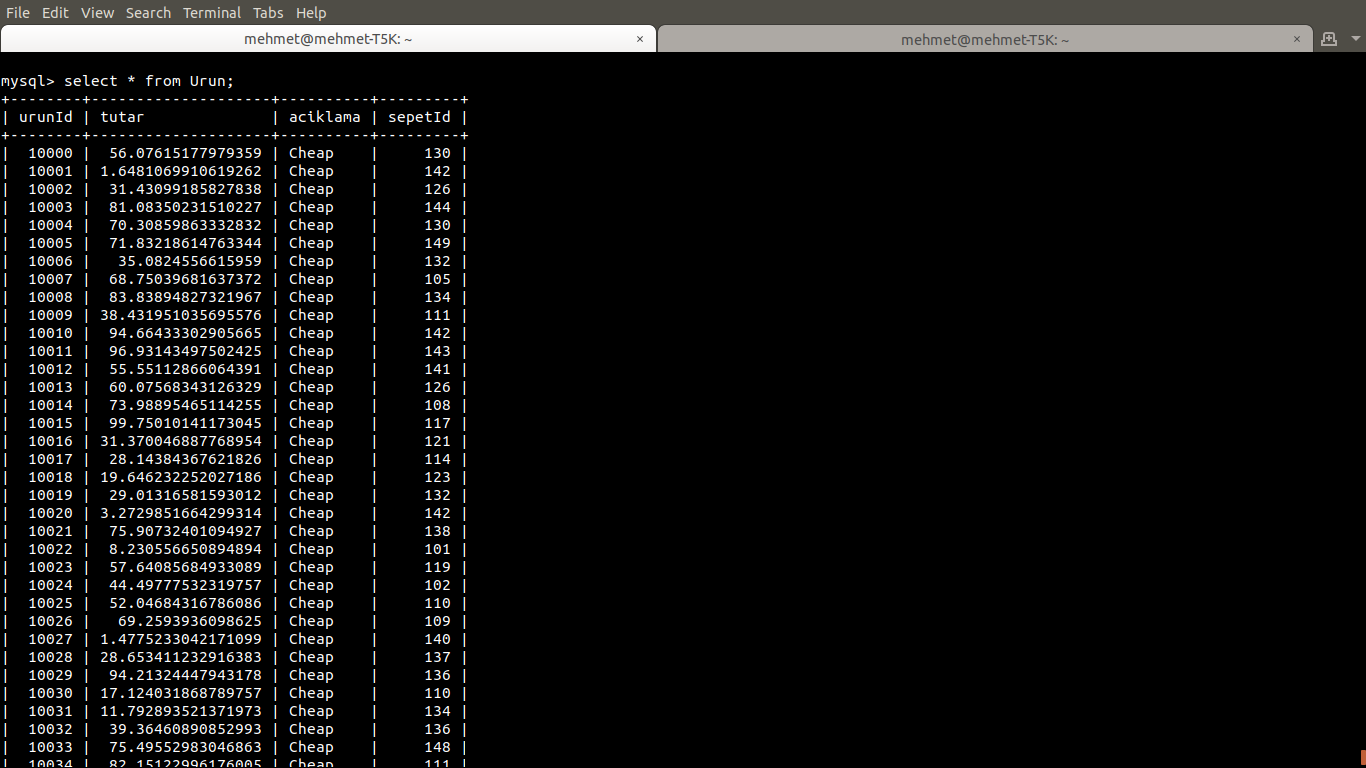 File Edit View Search Terminal Tabs Help
mehmet@mehmet-T5K: ~ × mehmet@mehmet-T5K: ~ ×
mysql> select * from Urun;
+--------+--------------------+----------+---------+
| urunId | tutar              | aciklama | sepetId |
+--------+--------------------+----------+---------+
|  10000 |  56.07615177979359 | Cheap    |     130 |
|  10001 | 1.6481069910619262 | Cheap    |     142 |
|  10002 |  31.43099185827838 | Cheap    |     126 |
|  10003 |  81.08350231510227 | Cheap    |     144 |
|  10004 |  70.30859863332832 | Cheap    |     130 |
|  10005 |  71.83218614763344 | Cheap    |     149 |
|  10006 |   35.0824556615959 | Cheap    |     132 |
|  10007 |  68.75039681637372 | Cheap    |     105 |
|  10008 |  83.83894827321967 | Cheap    |     134 |
|  10009 | 38.431951035695576 | Cheap    |     111 |
|  10010 |  94.66433302905665 | Cheap    |     142 |
|  10011 |  96.93143497502425 | Cheap    |     143 |
|  10012 |  55.55112866064391 | Cheap    |     141 |
|  10013 |  60.07568343126329 | Cheap    |     126 |
|  10014 |  73.98895465114255 | Cheap    |     108 |
|  10015 |  99.75010141173045 | Cheap    |     117 |
|  10016 | 31.370046887768954 | Cheap    |     121 |
|  10017 |  28.14384367621826 | Cheap    |     114 |
|  10018 | 19.646232252027186 | Cheap    |     123 |
|  10019 |  29.01316581593012 | Cheap    |     132 |
|  10020 | 3.2729851664299314 | Cheap    |     142 |
|  10021 |  75.90732401094927 | Cheap    |     138 |
|  10022 |  8.230556650894894 | Cheap    |     101 |
|  10023 |  57.64085684933089 | Cheap    |     119 |
|  10024 |  44.49777532319757 | Cheap    |     102 |
|  10025 |  52.04684316786086 | Cheap    |     110 |
|  10026 |   69.2593936098625 | Cheap    |     109 |
|  10027 | 1.4775233042171099 | Cheap    |     140 |
|  10028 | 28.653411232916383 | Cheap    |     137 |
|  10029 |  94.21324447943178 | Cheap    |     136 |
|  10030 | 17.124031868789757 | Cheap    |     110 |
|  10031 | 11.792893521371973 | Cheap    |     134 |
|  10032 |  39.36460890852993 | Cheap    |     136 |
|  10033 |  75.49552983046863 | Cheap    |     148 |
|  10034 |  82.15122996176005 | Cheap    |     111 |